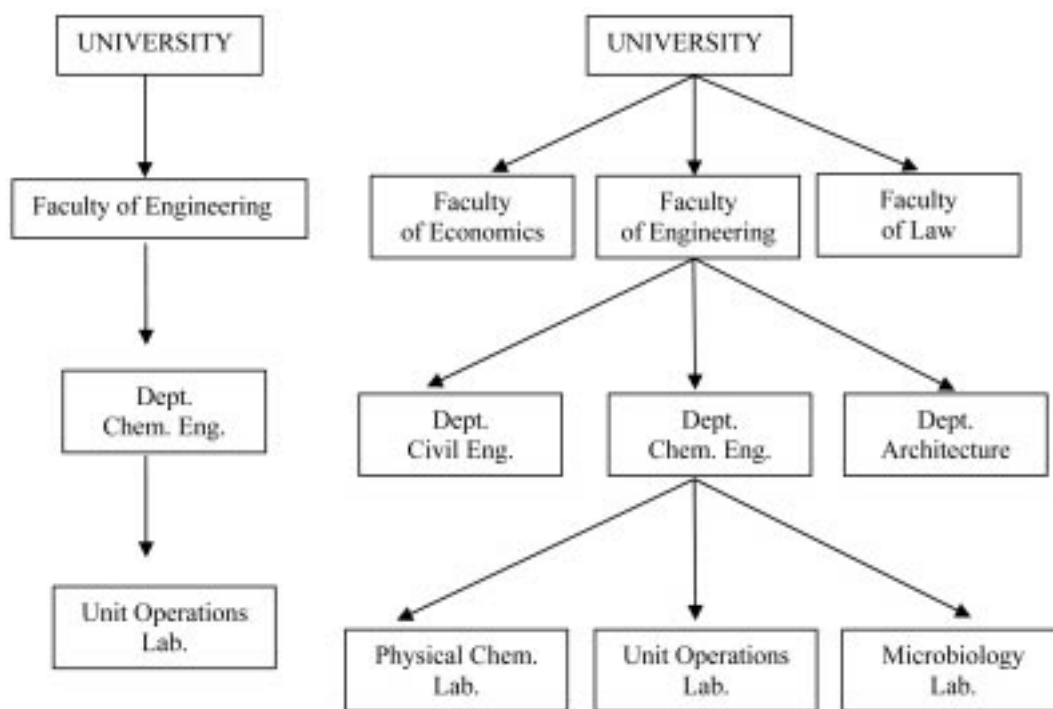 UNIVERSITY
Faculty of Engineering
Dept.
Chem. Eng.
Unit Operations
Lab.
UNIVERSITY
Faculty
of Economics
Faculty
of Engineering
Faculty
of Law
Dept.
Civil Eng.
Dept.
Chem. Eng.
Dept.
Architecture
Physical Chem.
Lab.
Unit Operations
Lab.
Microbiology
Lab.